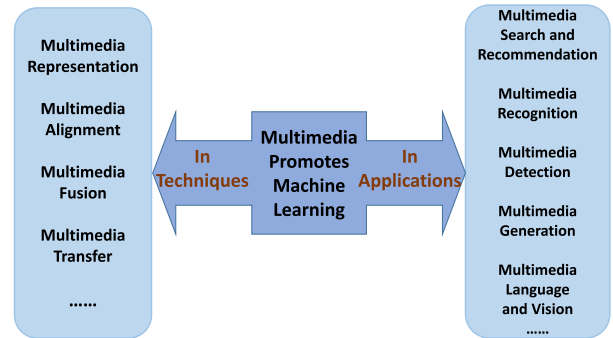 Multimedia
Representation
Multimedia
Alignment
Multimedia
Fusion
Multimedia
Transfer
......
In
Techniques
Multimedia
Promotes
Machine
Learning
In
Applications
Multimedia
Search and
Recommendation
Multimedia
Recognition
Multimedia
Detection
Multimedia
Generation
Multimedia
Language
and Vision
......